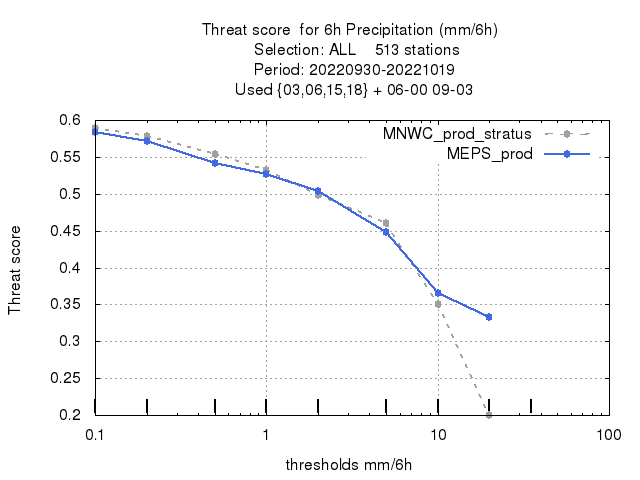 Threat score  for 6h Precipitation (mm/6h)
Selection: ALL    513 stations
Period: 20220930-20221019
Used {03,06,15,18} + 06-00 09-03
MNWC_prod_stratus
MEPS_prod
Threat score
0.6
0.55
0.5
0.45
0.4
0.35
0.3
0.25
0.2
0.1
1
10
100
thresholds mm/6h